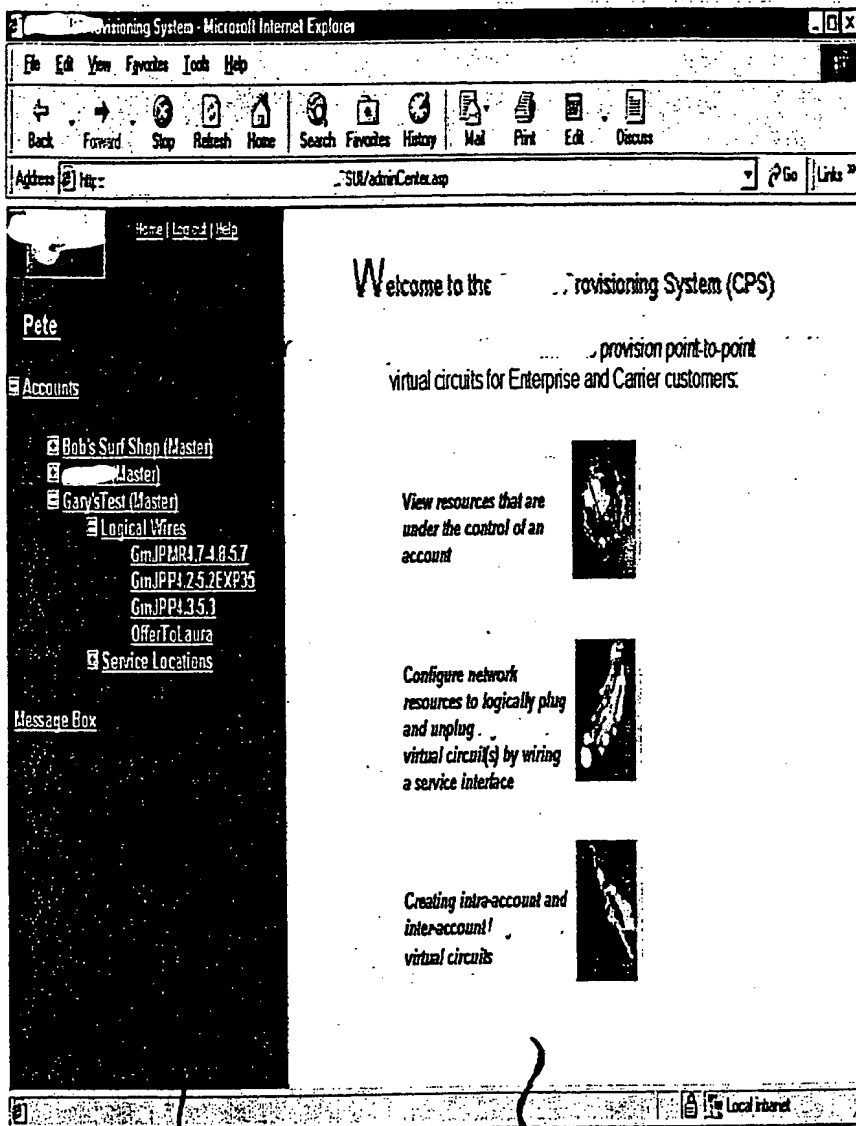 ovisioning System - Microsoft Internet Explorer
File Edit View Favorites Tools Help
Back Forward Stop Refresh Home Search Favorites History Mail Print Edit Discuss
Address SUI/adminCenter.asp Go Links »
Home | Log out | Help
Pete
Accounts
Bob's Surf Shop (Master)
Master)
Gary'sTest (Master)
Logical Wires
GmJPMR4.7-4.8-5.7
GmJPP4.2-5.2EXP35
GmJPP4.3-5.3
OfferToLaura
Service Locations
Message Box
Welcome to the rovisioning System (CPS)
provision point-to-point
virtual circuits for Enterprise and Carrier customers:
View resources that are
under the control of an
account
Configure network
resources to logically plug
and unplug
virtual circuit(s) by wiring
a service interface
Creating intra-account and
inter-account
virtual circuits
Local intranet